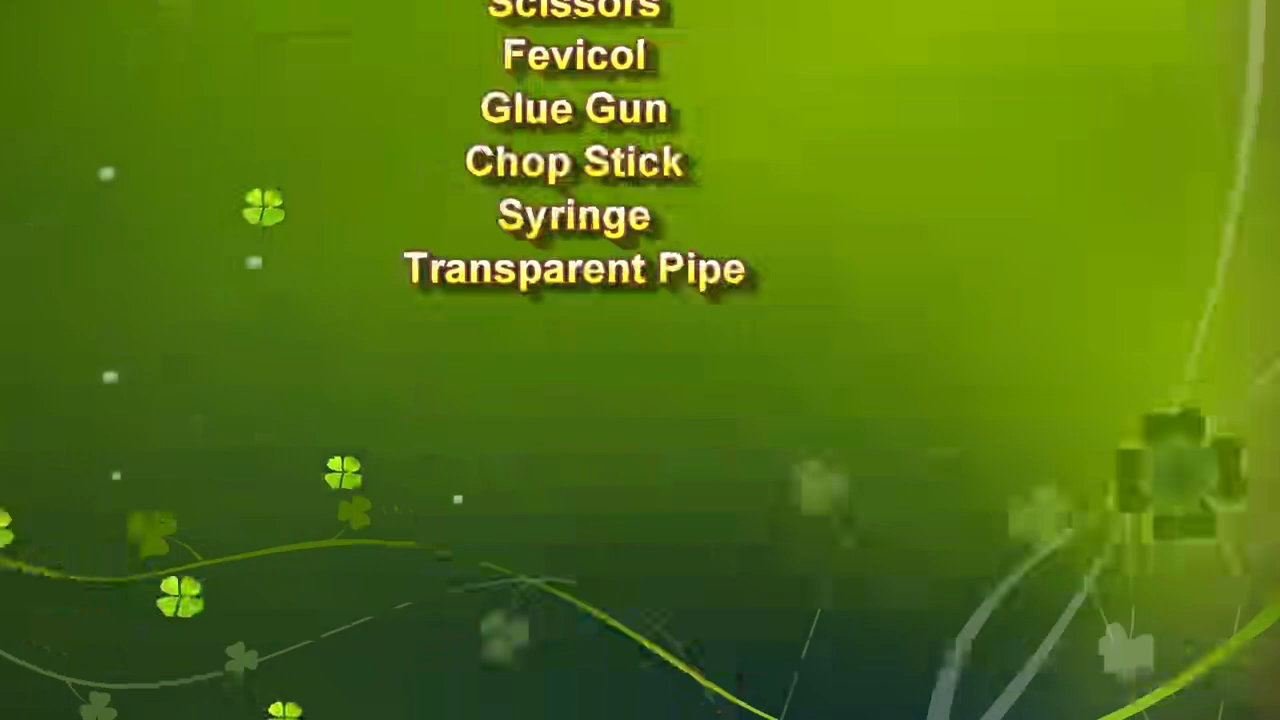 Scissors
Fevicol
Glue Gun
Chop Stick
Syringe
Transparent Pipe